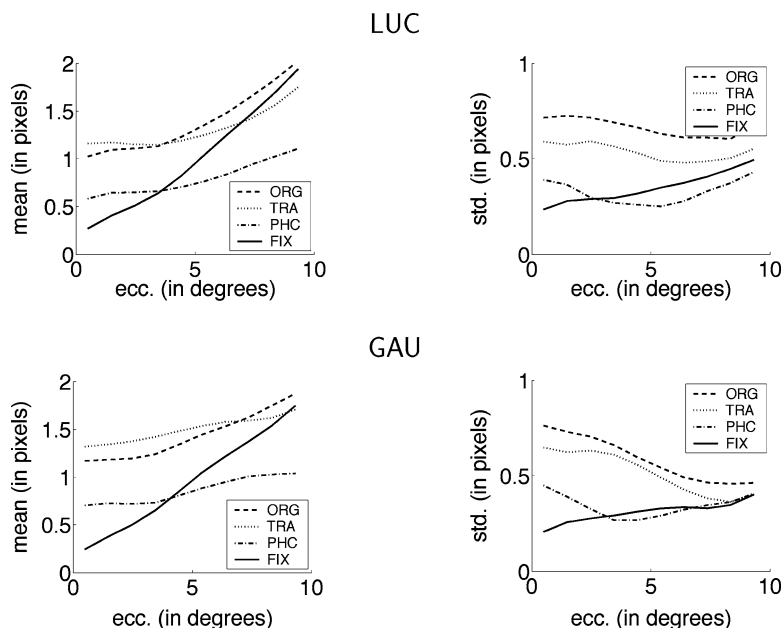 LUC
2
1.5
1
0.5
0
mean (in pixels)
0
5
10
ecc. (in degrees)
ORG
TRA
PHC
FIX
1
0.5
0
std. (in pixels)
0
5
10
ecc. (in degrees)
ORG
TRA
PHC
FIX
GAU
2
1.5
1
0.5
0
mean (in pixels)
0
5
10
ecc. (in degrees)
ORG
TRA
PHC
FIX
1
0.5
0
std. (in pixels)
0
5
10
ecc. (in degrees)
ORG
TRA
PHC
FIX